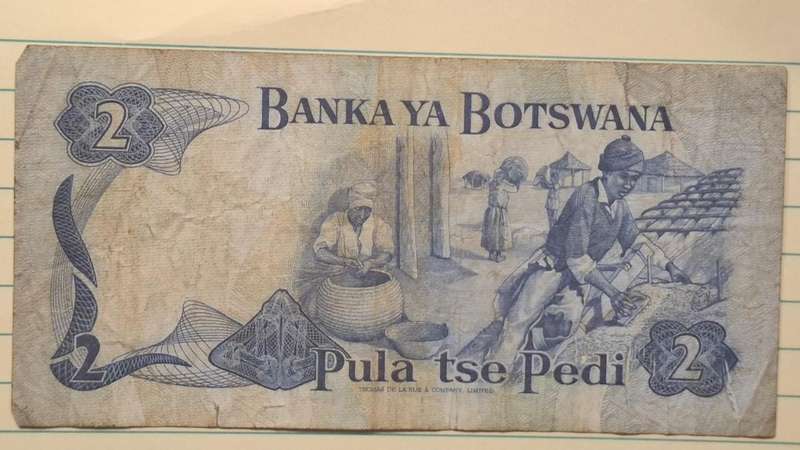 2
BANKA YA BOTSWANA
2
Pula tse Pedi
2
THOMAS DE LA RUE & COMPANY, LIMITED